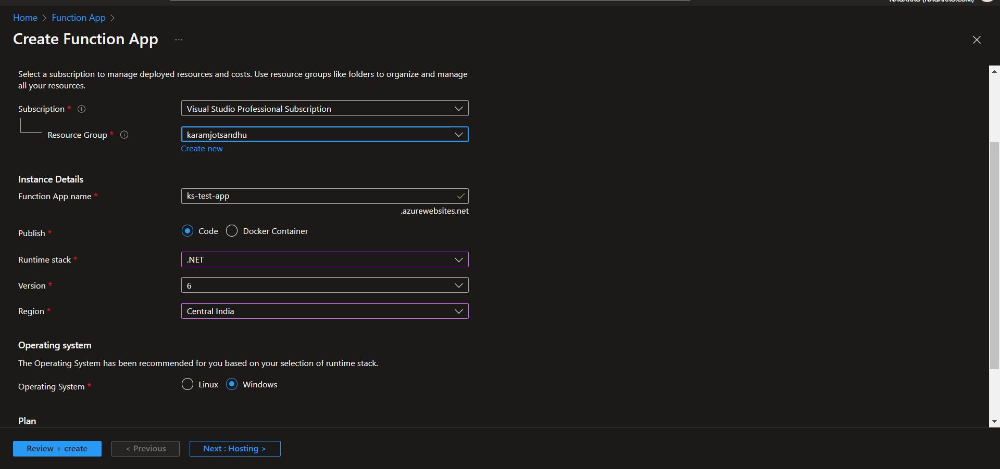 NAGARRO (NAGARRO.COM)
Home > Function App >
Create Function App ...
Select a subscription to manage deployed resources and costs. Use resource groups like folders to organize and manage
all your resources.
Subscription *
Visual Studio Professional Subscription
Resource Group *
karamjotsandhu
Create new
Instance Details
Function App name *
ks-test-app
.azurewebsites.net
Publish *
Code Docker Container
Runtime stack *
.NET
Version *
6
Region *
Central India
Operating system
The Operating System has been recommended for you based on your selection of runtime stack.
Operating System *
Linux Windows
Plan
Review + create
< Previous
Next : Hosting >